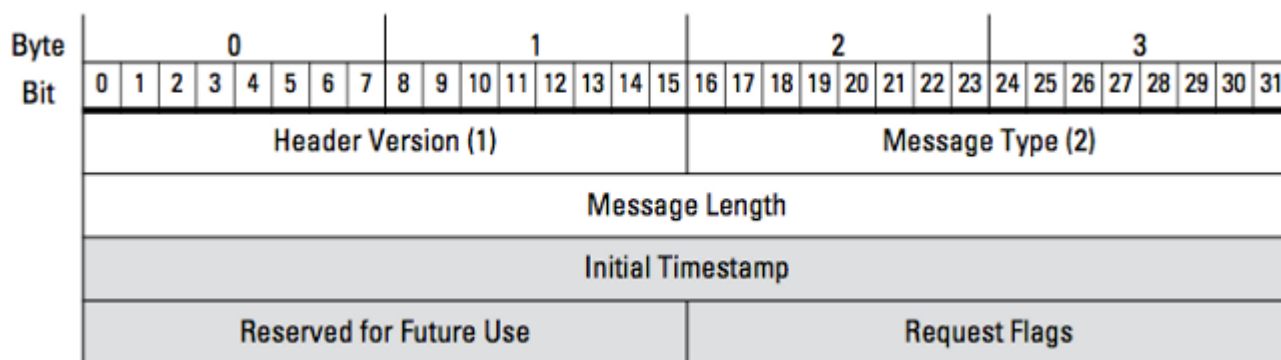 Byte 0 1 2 3
Bit 0 1 2 3 4 5 6 7 8 9 10 11 12 13 14 15 16 17 18 19 20 21 22 23 24 25 26 27 28 29 30 31
Header Version (1) Message Type (2)
Message Length
Initial Timestamp
Reserved for Future Use Request Flags